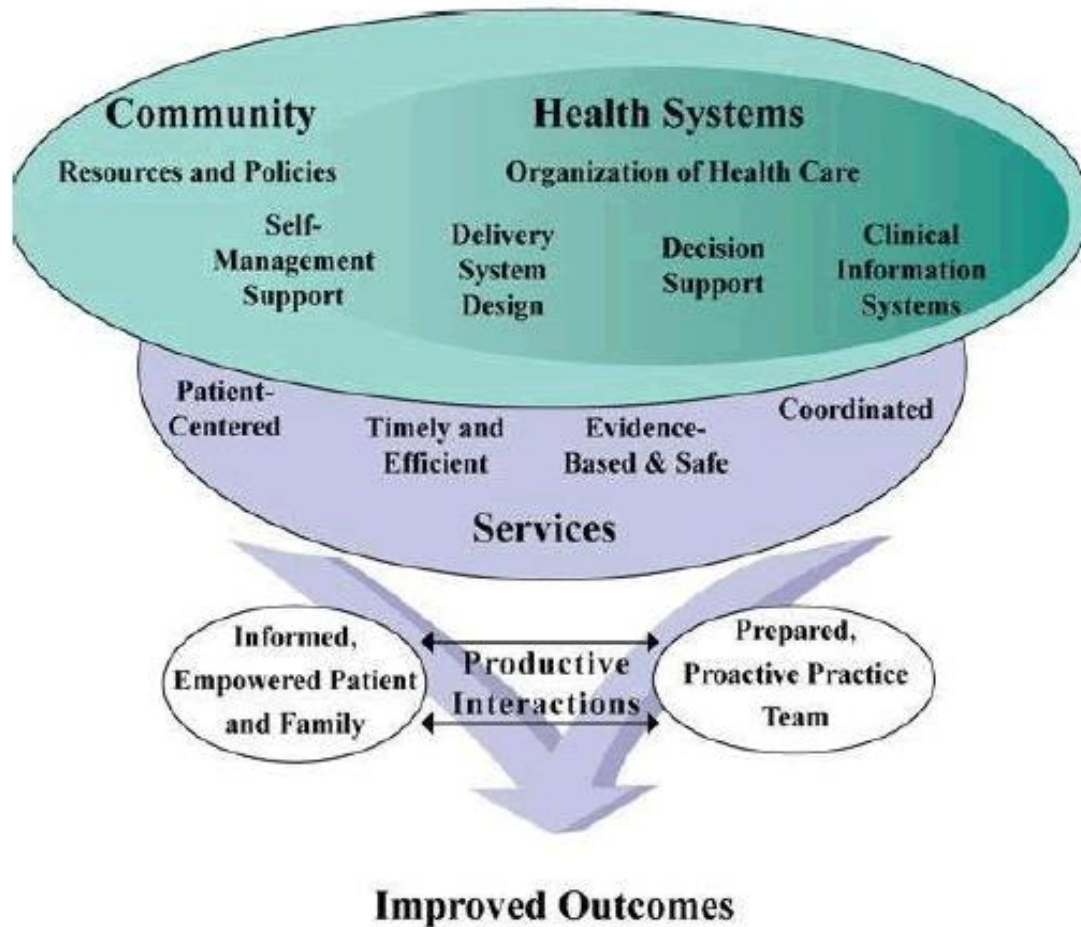 Community
Health Systems
Resources and Policies
Organization of Health Care
Self-
Management
Support
Delivery
System
Design
Decision
Support
Clinical
Information
Systems
Patient-
Centered
Timely and
Efficient
Evidence-
Based & Safe
Coordinated
Services
Informed,
Empowered Patient
and Family
Productive
Interactions
Prepared,
Proactive Practice
Team
Improved Outcomes